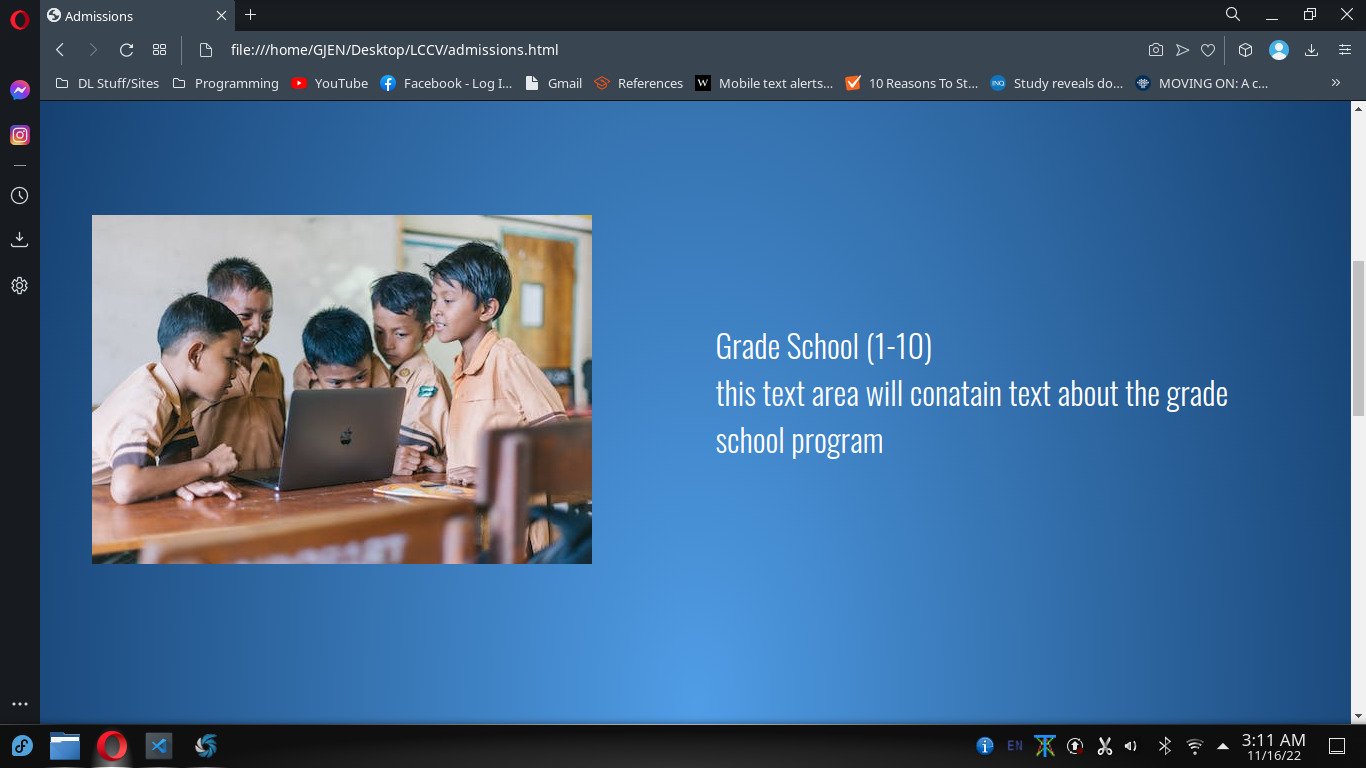 Admissions
file:///home/GJEN/Desktop/LCCV/admissions.html
DL Stuff/Sites Programming YouTube Facebook - Log I... Gmail References W Mobile text alerts... 10 Reasons To St... INQ Study reveals do... MOVING ON: A c... »
Grade School (1-10)
this text area will conatain text about the grade
school program
EN
3:11 AM
11/16/22